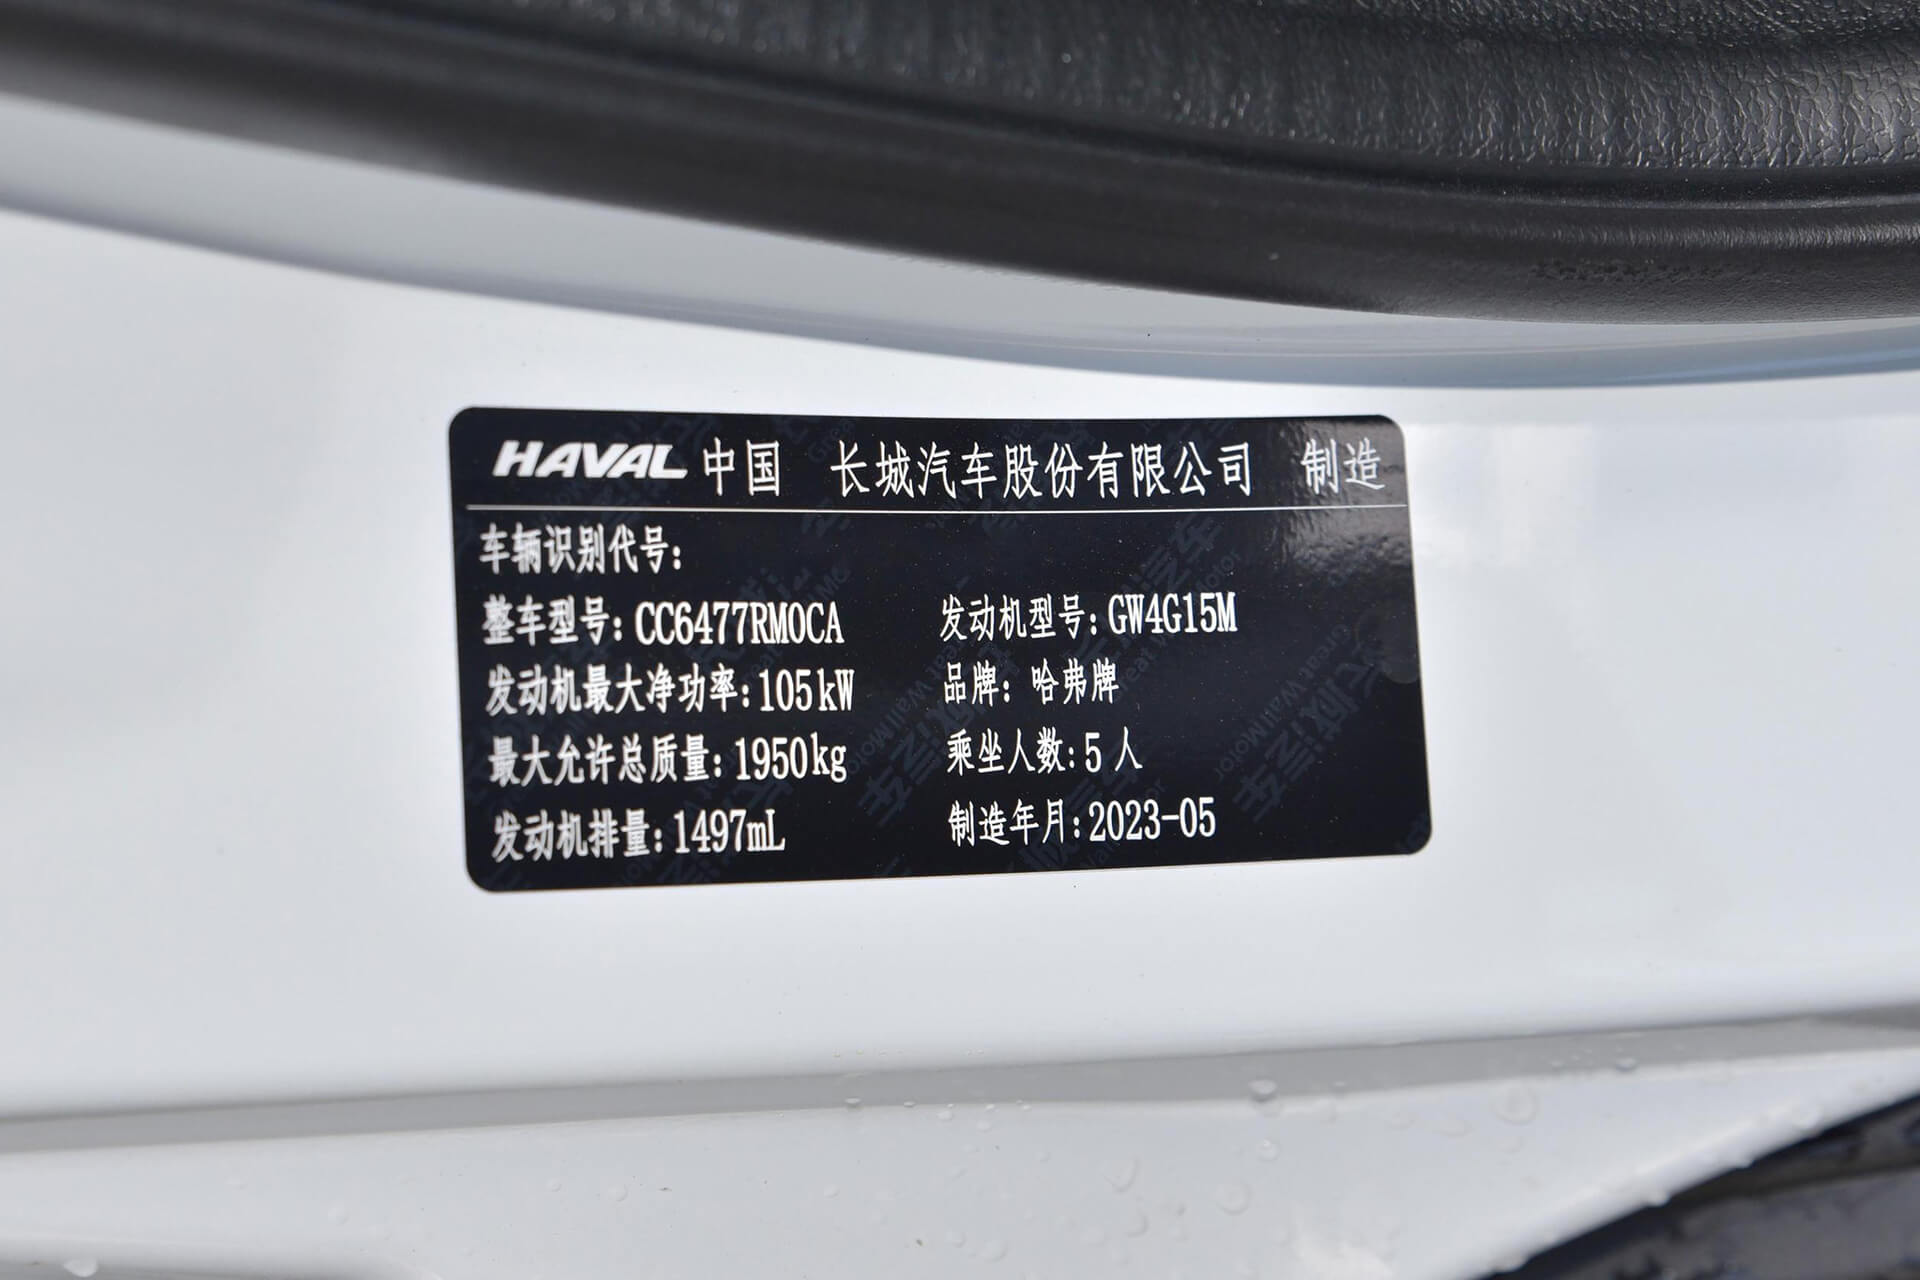 HAVAL 中国 长城汽车股份有限公司 制造
车辆识别代号:
整车型号: CC6477RM0CA 发动机型号: GW4G15M
发动机最大净功率: 105kW 品牌: 哈弗牌
最大允许总质量: 1950kg 乘坐人数: 5 人
发动机排量: 1497mL 制造年月: 2023-05